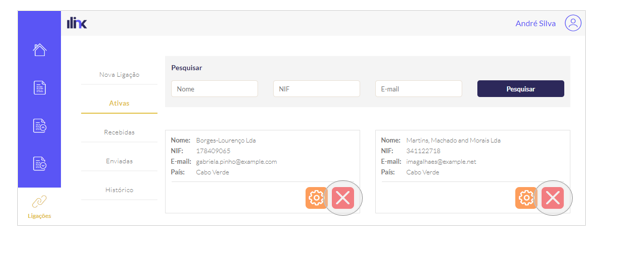 ilink
André Silva
Pesquisar
Nova Ligação
Nome
NIF
E-mail
Pesquisar
Ativas
Recebidas
Nome: Borges-Lourenço Lda
NIF: 178409065
E-mail: gabriela.pinho@example.com
País: Cabo Verde
Nome: Martins, Machado and Morais Lda
NIF: 341122718
E-mail: imagalhaes@example.net
País: Cabo Verde
Enviadas
Histórico
Ligações